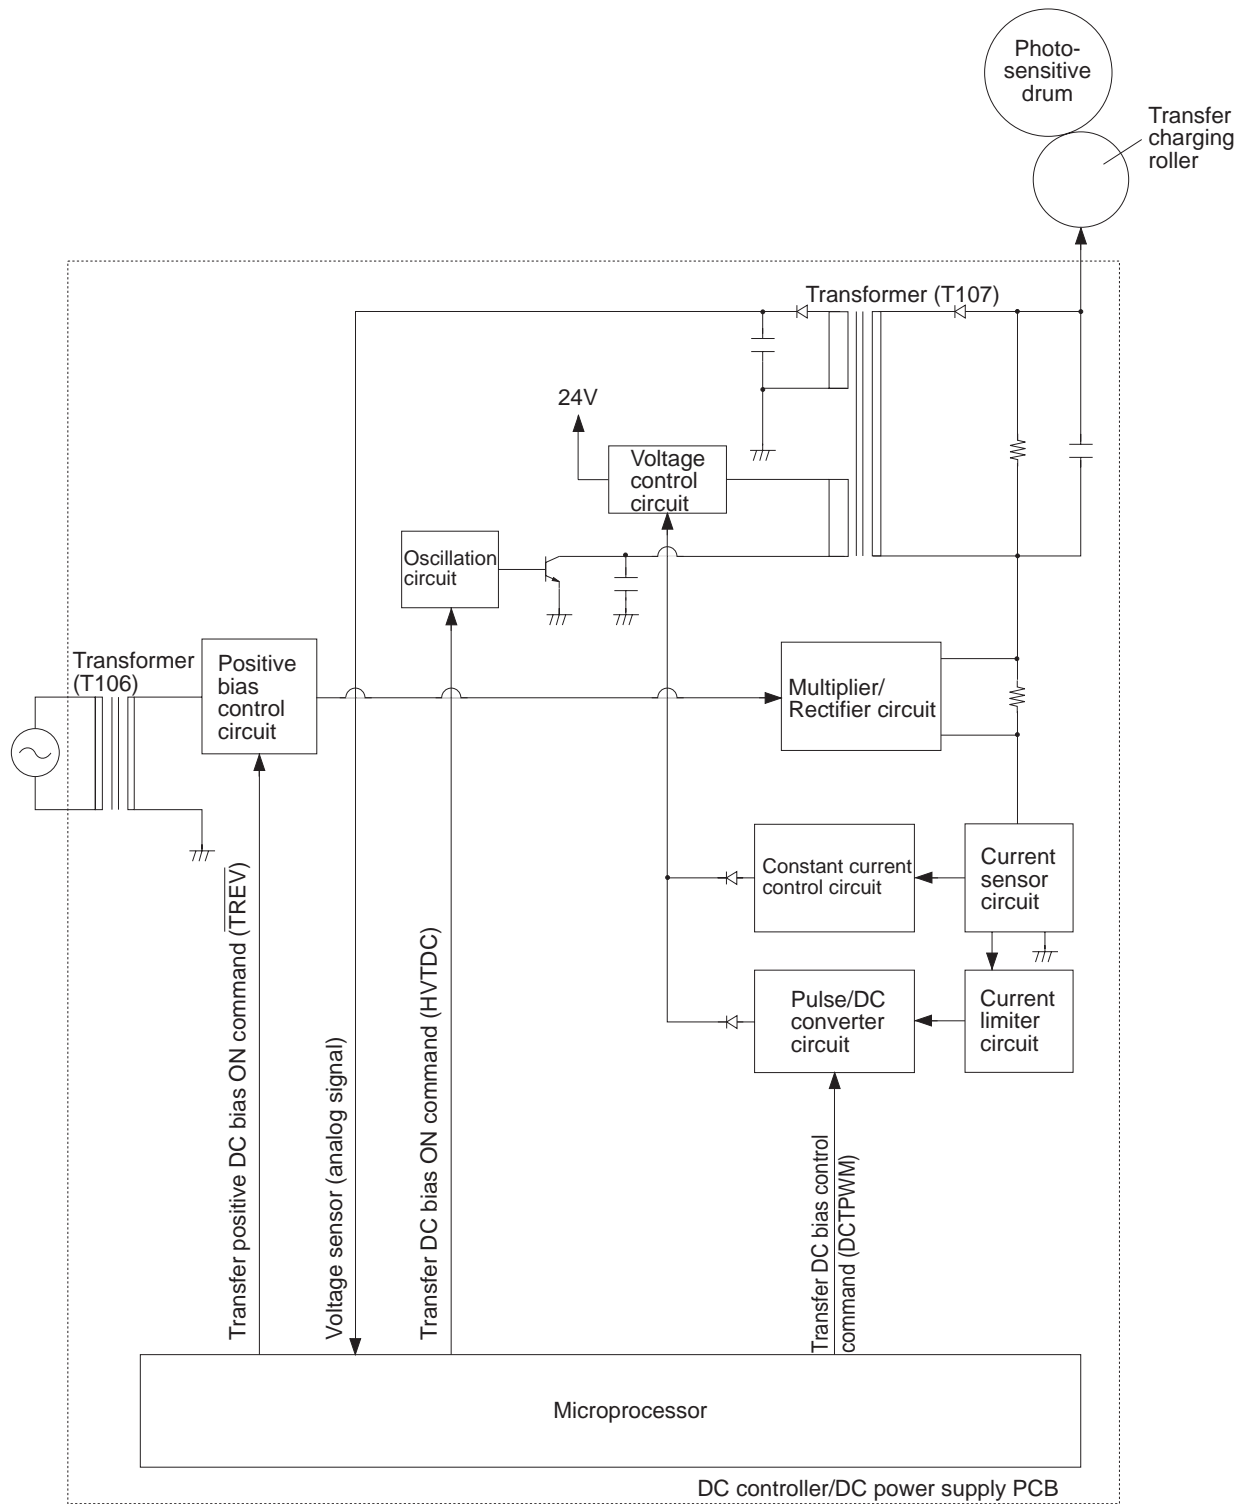 Photo-
sensitive
drum
Transfer
charging
roller
Transformer (T107)
24V
Voltage
control
circuit
Oscillation
circuit
Transformer
(T106)
Positive
bias
control
circuit
Multiplier/
Rectifier circuit
Constant current
control circuit
Current
sensor
circuit
Pulse/DC
converter
circuit
Current
limiter
circuit
Transfer positive DC bias ON command (TREV)
Voltage sensor (analog signal)
Transfer DC bias ON command (HVTDC)
Transfer DC bias control
command (DCTPWM)
Microprocessor
DC controller/DC power supply PCB